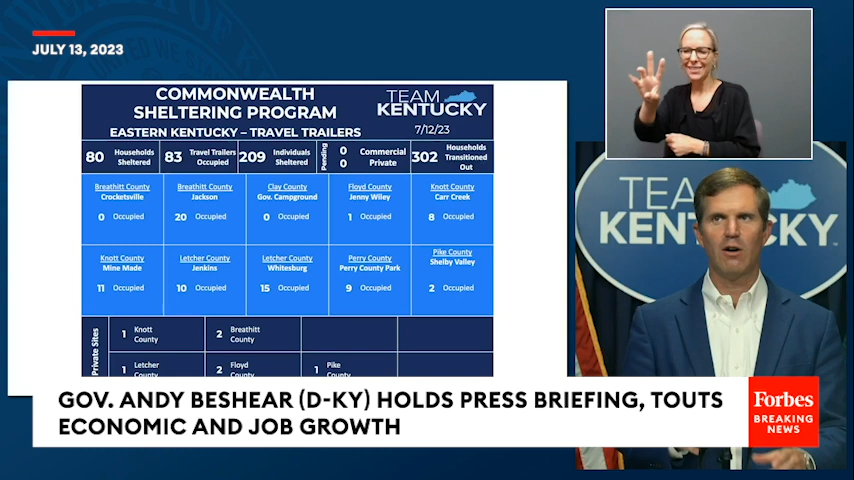 JULY 13, 2023
COMMONWEALTH
SHELTERING PROGRAM
EASTERN KENTUCKY – TRAVEL TRAILERS
TEAM
KENTUCKY
7/12/23
80 Households Sheltered
83 Travel Trailers Occupied
209 Individuals Sheltered
Pending
0 Commercial
0 Private
302 Households Transitioned Out
Breathitt County
Crocketsville
0 Occupied
Breathitt County
Jackson
20 Occupied
Clay County
Gov. Campground
0 Occupied
Floyd County
Jenny Wiley
1 Occupied
Knott County
Carr Creek
8 Occupied
Knott County
Mine Made
11 Occupied
Letcher County
Jenkins
10 Occupied
Letcher County
Whitesburg
15 Occupied
Perry County
Perry County Park
9 Occupied
Pike County
Shelby Valley
2 Occupied
Private Sites
1 Knott County
2 Breathitt County
1 Letcher County
2 Floyd County
1 Pike County
TEAM
KENTUCKY
GOV. ANDY BESHEAR (D-KY) HOLDS PRESS BRIEFING, TOUTS
ECONOMIC AND JOB GROWTH
Forbes
BREAKING
NEWS